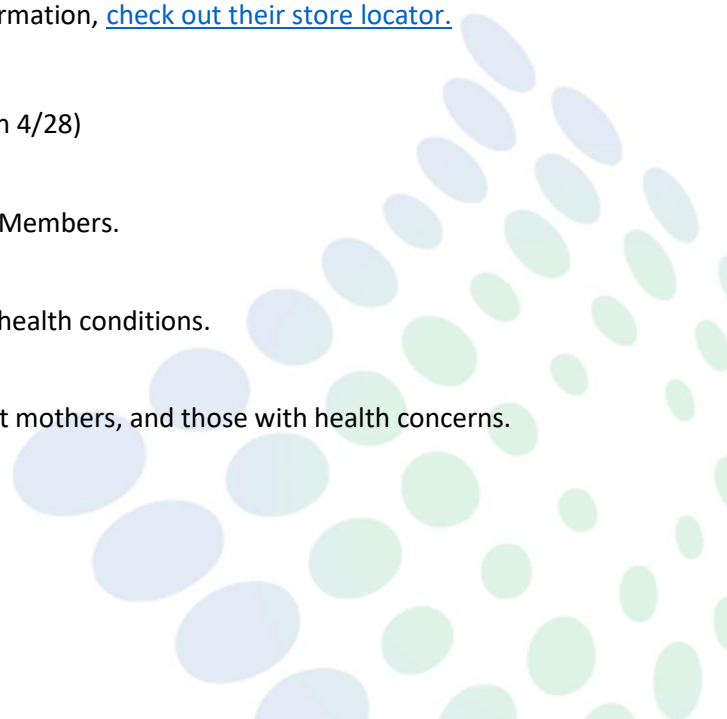 rmation, check out their store locator.
n 4/28)
Members.
health conditions.
t mothers, and those with health concerns.